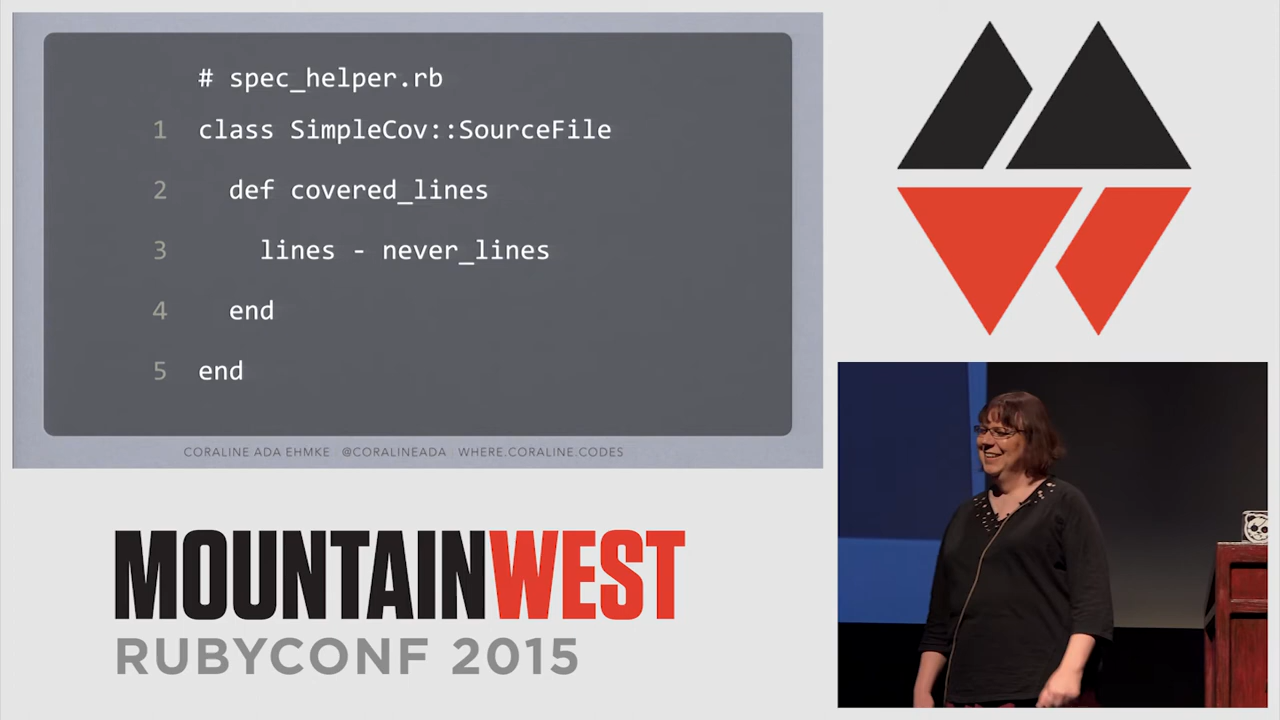 # spec_helper.rb
1 class SimpleCov::SourceFile
2 def covered_lines
3 lines - never_lines
4 end
5 end
CORALINE ADA EHMKE @CORALINEADA WHERE.CORALINE.CODES
MOUNTAINWEST
RUBYCONF 2015